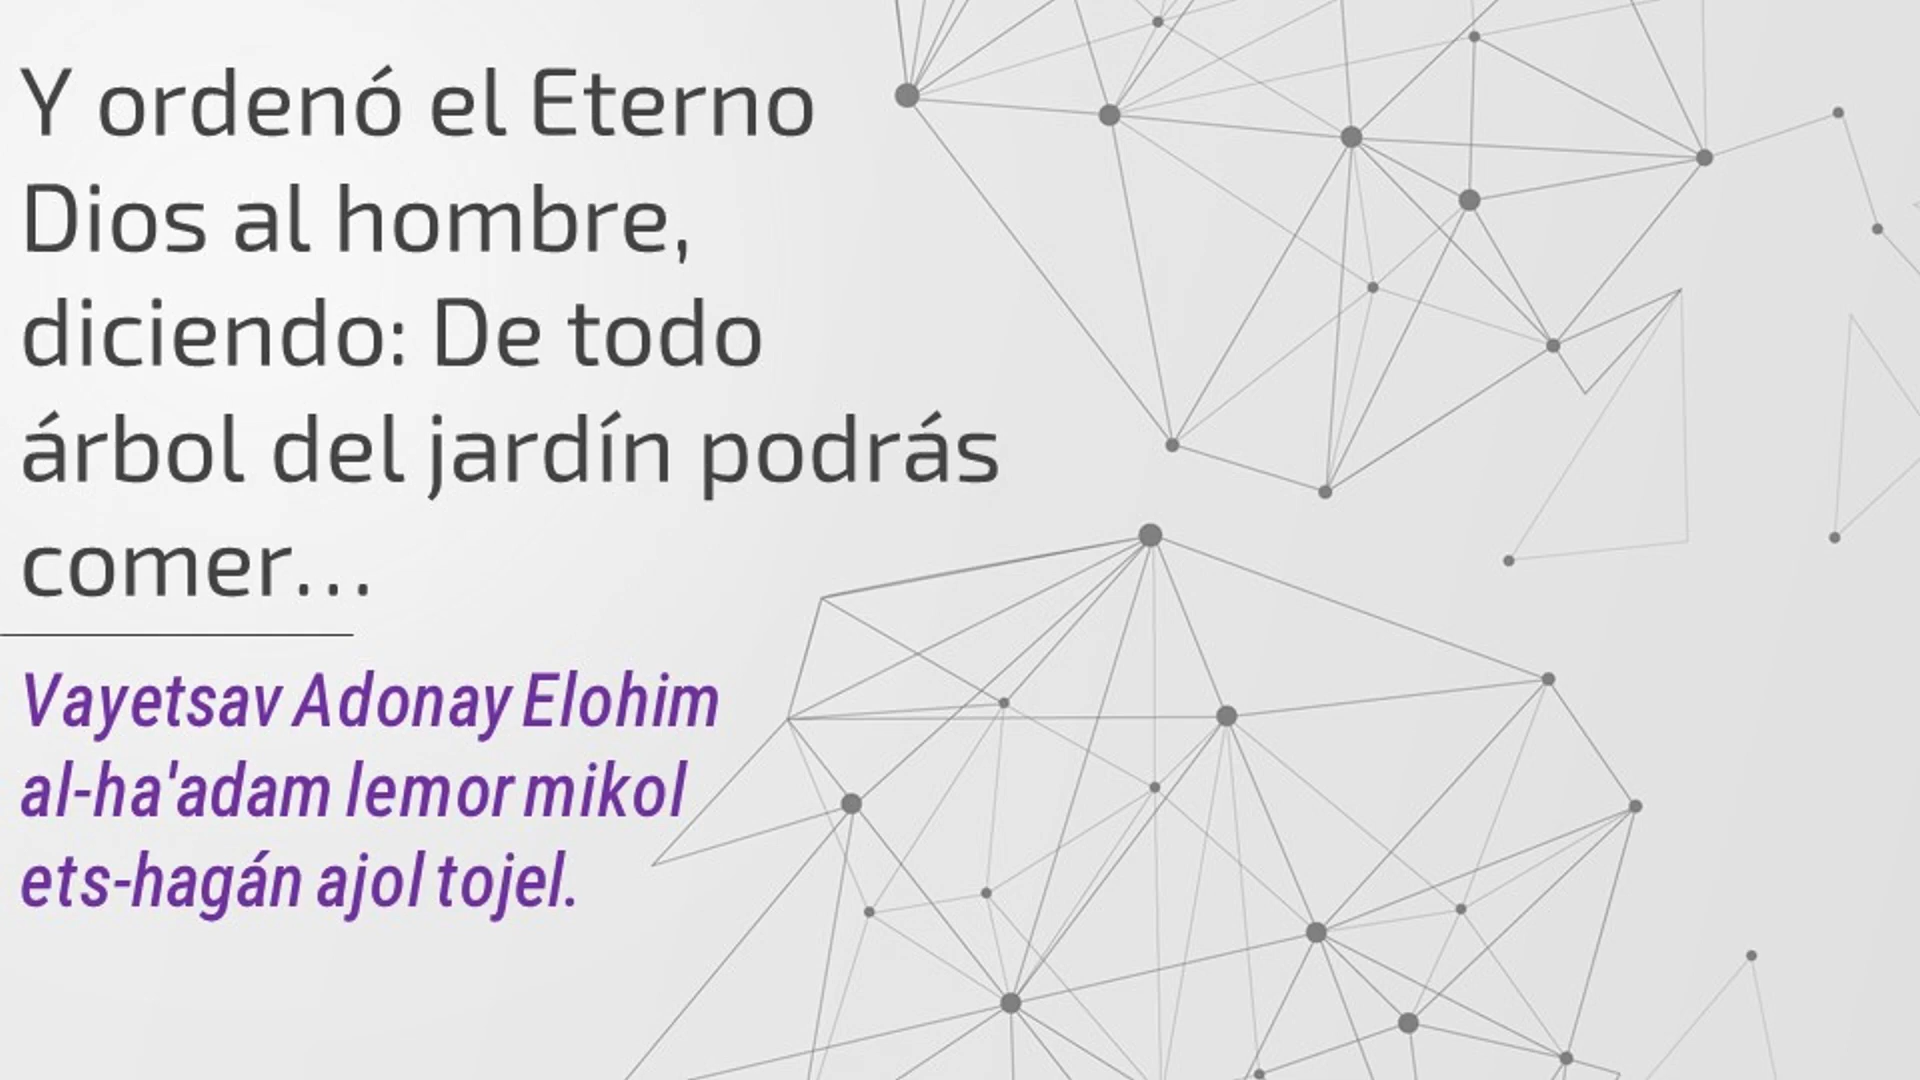 Y ordenó el Eterno
Dios al hombre,
diciendo: De todo
árbol del jardín podrás
comer…
Vayetsav Adonay Elohim
al-ha'adam lemor mikol
ets-hagán ajol tojel.